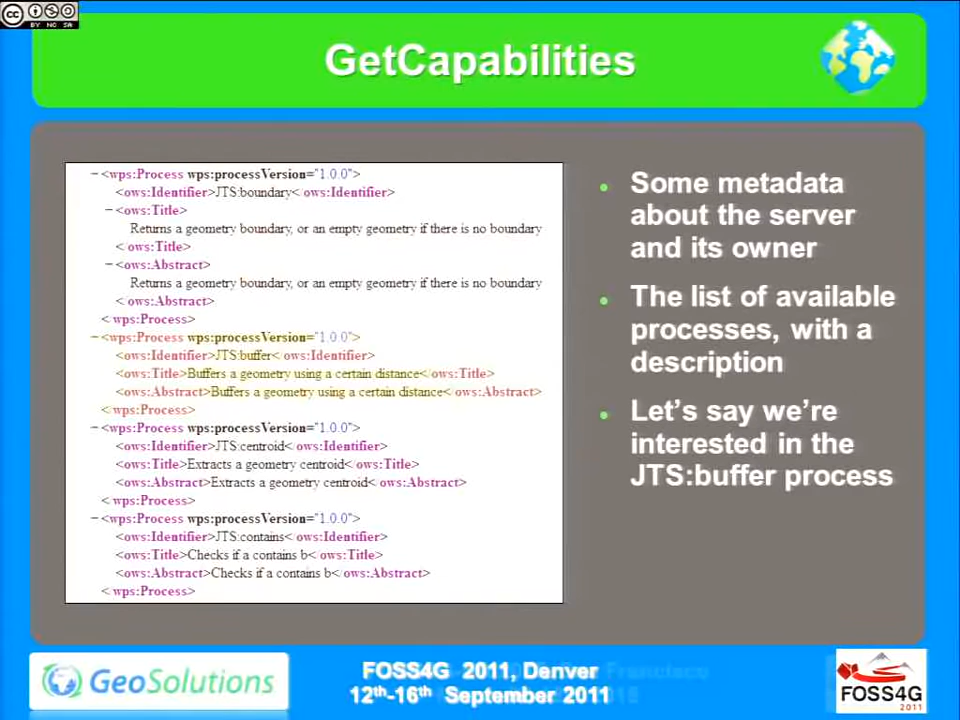 cc BY NC SA
GetCapabilities
−<wps:Process wps:processVersion="1.0.0">
<ows:Identifier>JTS:boundary</ows:Identifier>
−<ows:Title>
Returns a geometry boundary, or an empty geometry if there is no boundary
</ows:Title>
−<ows:Abstract>
Returns a geometry boundary, or an empty geometry if there is no boundary
</ows:Abstract>
</wps:Process>
−<wps:Process wps:processVersion="1.0.0">
<ows:Identifier>JTS:buffer</ows:Identifier>
<ows:Title>Buffers a geometry using a certain distance</ows:Title>
<ows:Abstract>Buffers a geometry using a certain distance</ows:Abstract>
</wps:Process>
−<wps:Process wps:processVersion="1.0.0">
<ows:Identifier>JTS:centroid</ows:Identifier>
<ows:Title>Extracts a geometry centroid</ows:Title>
<ows:Abstract>Extracts a geometry centroid</ows:Abstract>
</wps:Process>
−<wps:Process wps:processVersion="1.0.0">
<ows:Identifier>JTS:contains</ows:Identifier>
<ows:Title>Checks if a contains b</ows:Title>
<ows:Abstract>Checks if a contains b</ows:Abstract>
</wps:Process>
• Some metadata
about the server
and its owner
• The list of available
processes, with a
description
• Let’s say we’re
interested in the
JTS:buffer process
GeoSolutions
FOSS4G 2011, Denver
12th-16th September 2011
FOSS4G
2011